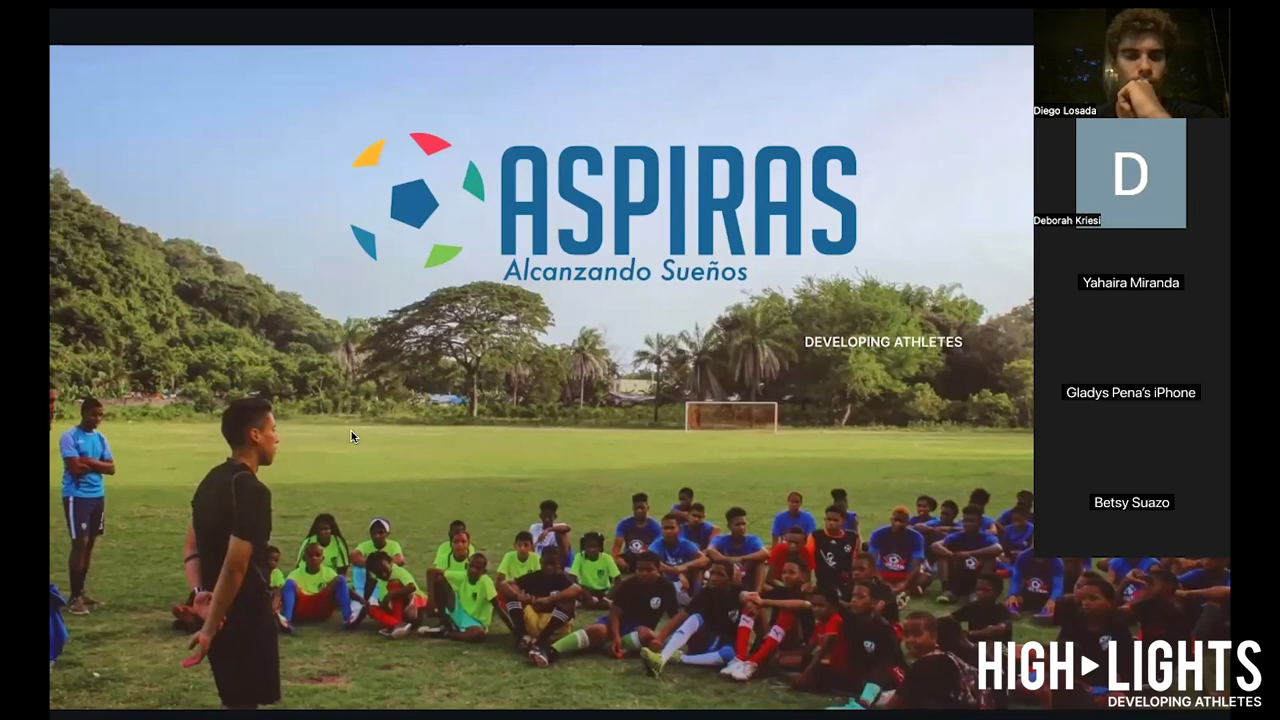 ASPIRAS
Alcanzando Sueños
DEVELOPING ATHLETES
Diego Losada
D
Deborah Kriesi
Yahaira Miranda
Gladys Pena's iPhone
Betsy Suazo
HIGH LIGHTS
DEVELOPING ATHLETES